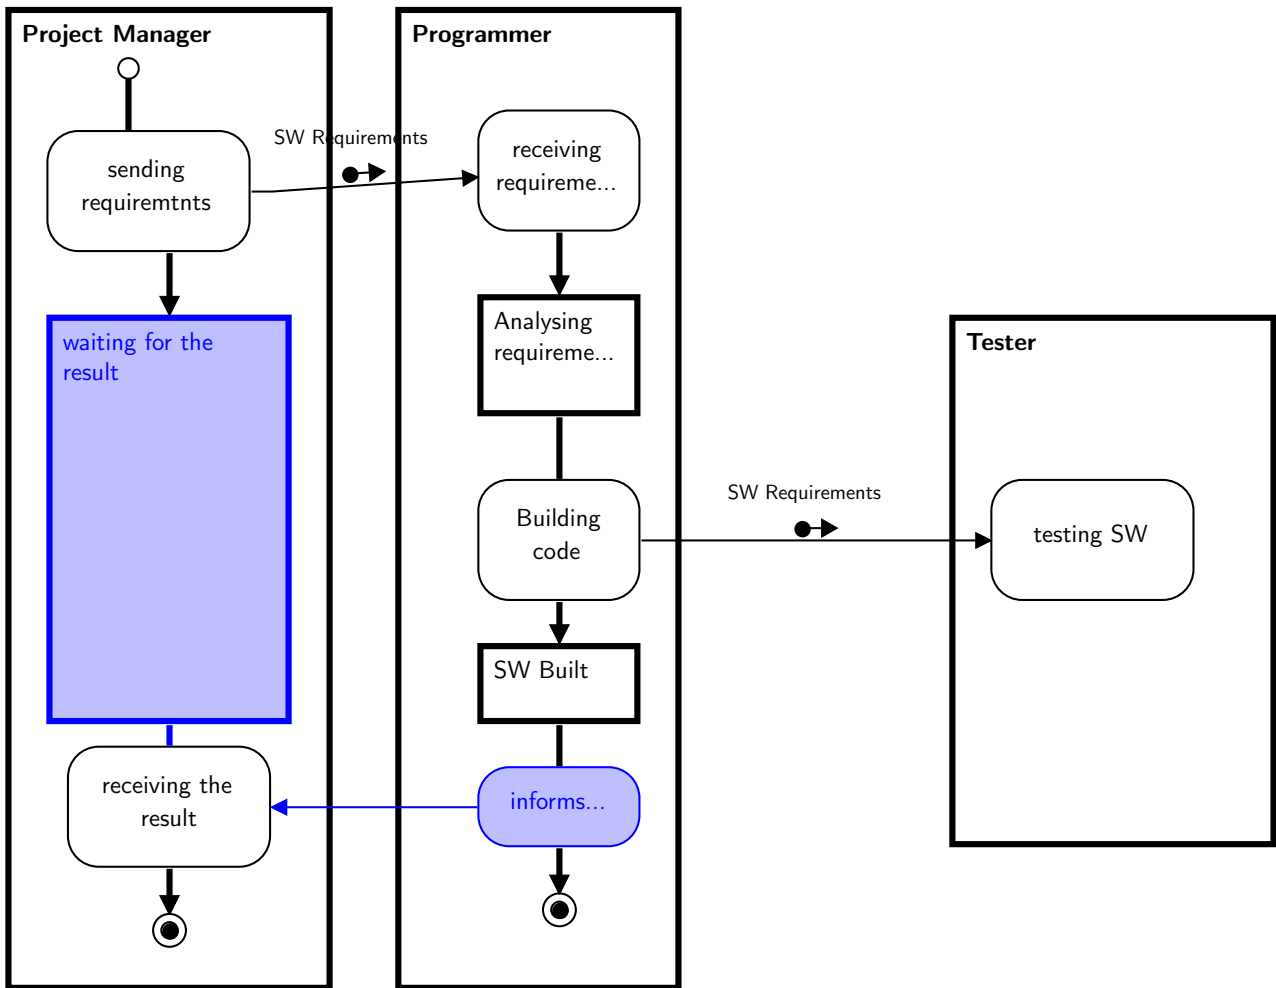 Project Manager
Programmer
SW Requirements
sending
requiremtnts
receiving
requireme...
waiting for the
result
Analysing
requireme...
Tester
SW Requirements
Building
code
testing SW
SW Built
receiving the
result
informs...